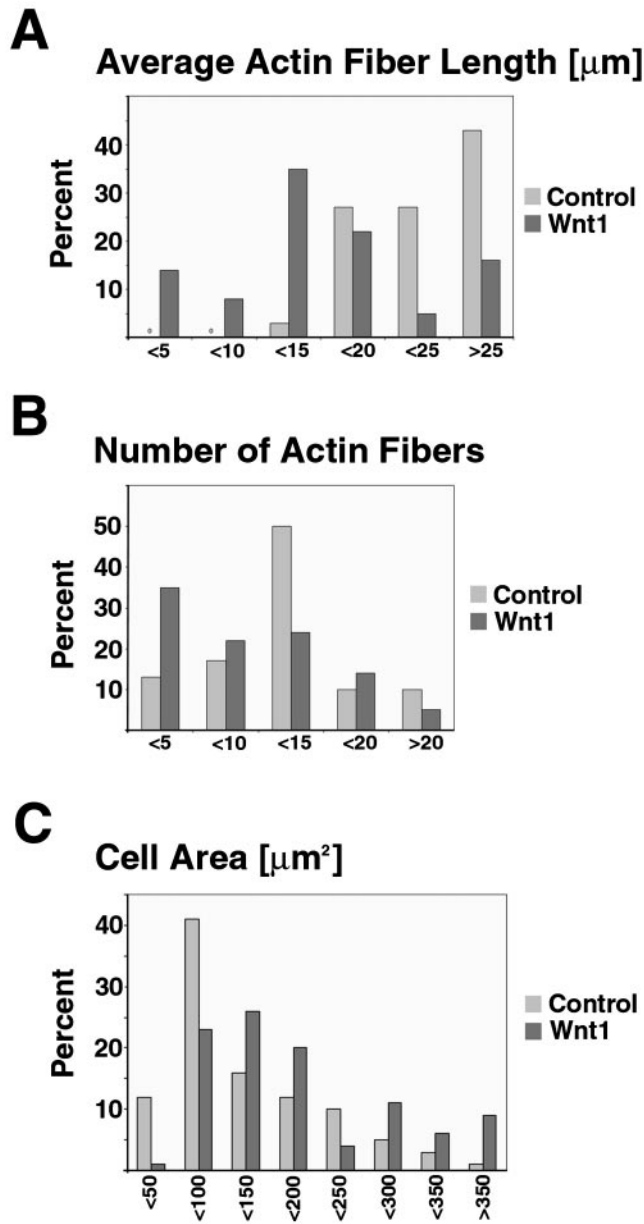 A
Average Actin Fiber Length [μm]
Percent
40
30
20
10
0 0
<5 <10 <15 <20 <25 >25
Control
Wnt1
B
Number of Actin Fibers
Percent
50
40
30
20
10
<5 <10 <15 <20 >20
Control
Wnt1
C
Cell Area [μm²]
Percent
40
30
20
10
<50 <100 <150 <200 <250 <300 <350 >350
Control
Wnt1